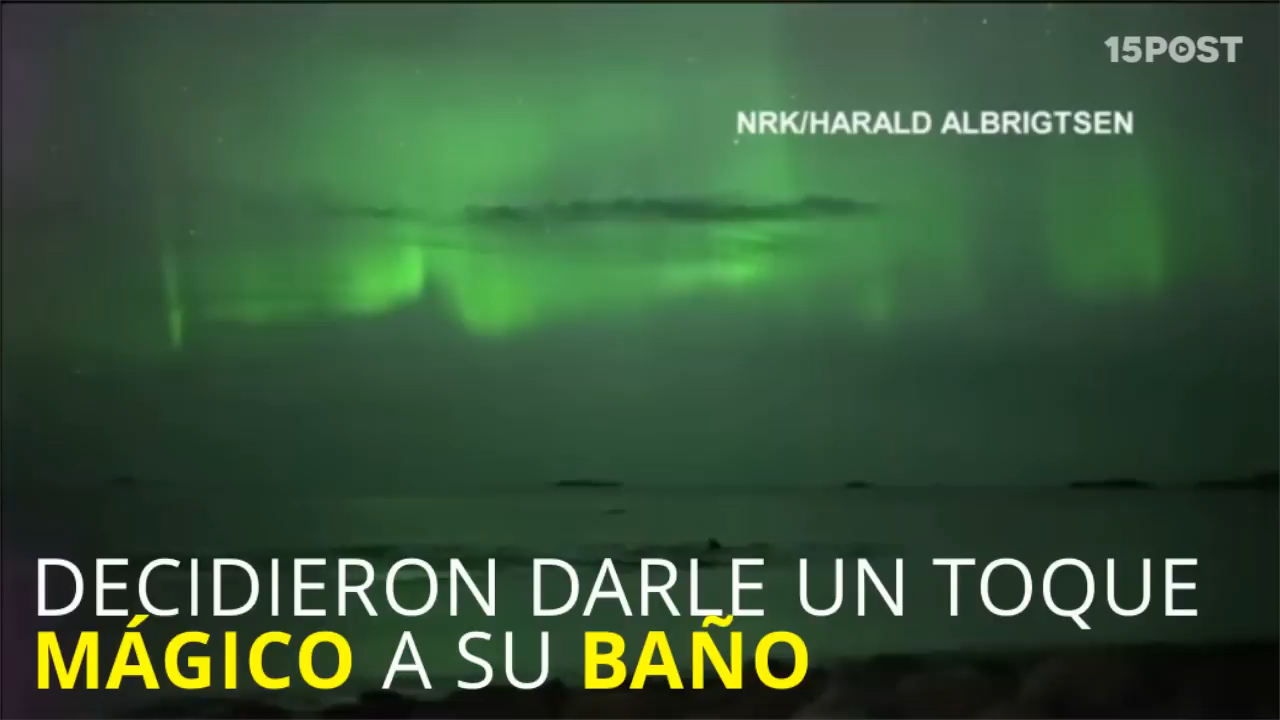 15POST
NRK/HARALD ALBRIGTSEN
DECIDIERON DARLE UN TOQUE
MÁGICO A SU BAÑO